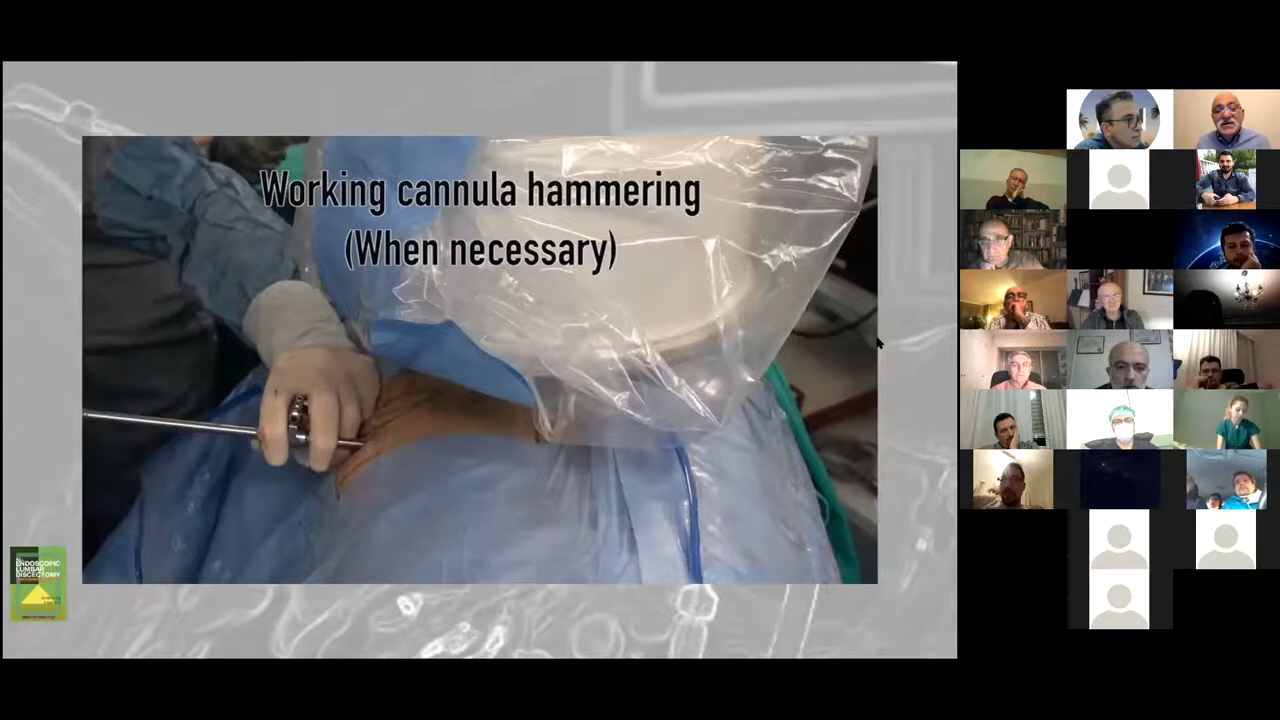 Working cannula hammering
(When necessary)
ENDOSCOPIC
LUMBAR
DISCECTOMY